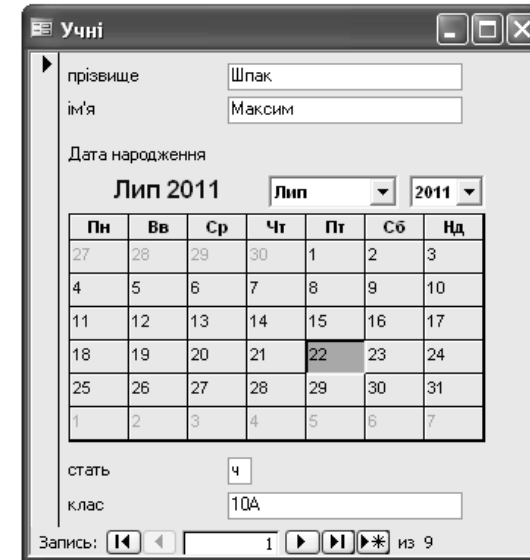 Учні
прізвище Шпак
ім'я Максим
Дата народження
Лип 2011 Лип 2011
Пн Вв Ср Чт Пт Сб Нд
27 28 29 30 1 2 3
4 5 6 7 8 9 10
11 12 13 14 15 16 17
18 19 20 21 22 23 24
25 26 27 28 29 30 31
1 2 3 4 5 6 7
стать ч
клас 10А
Запись: 1 из 9